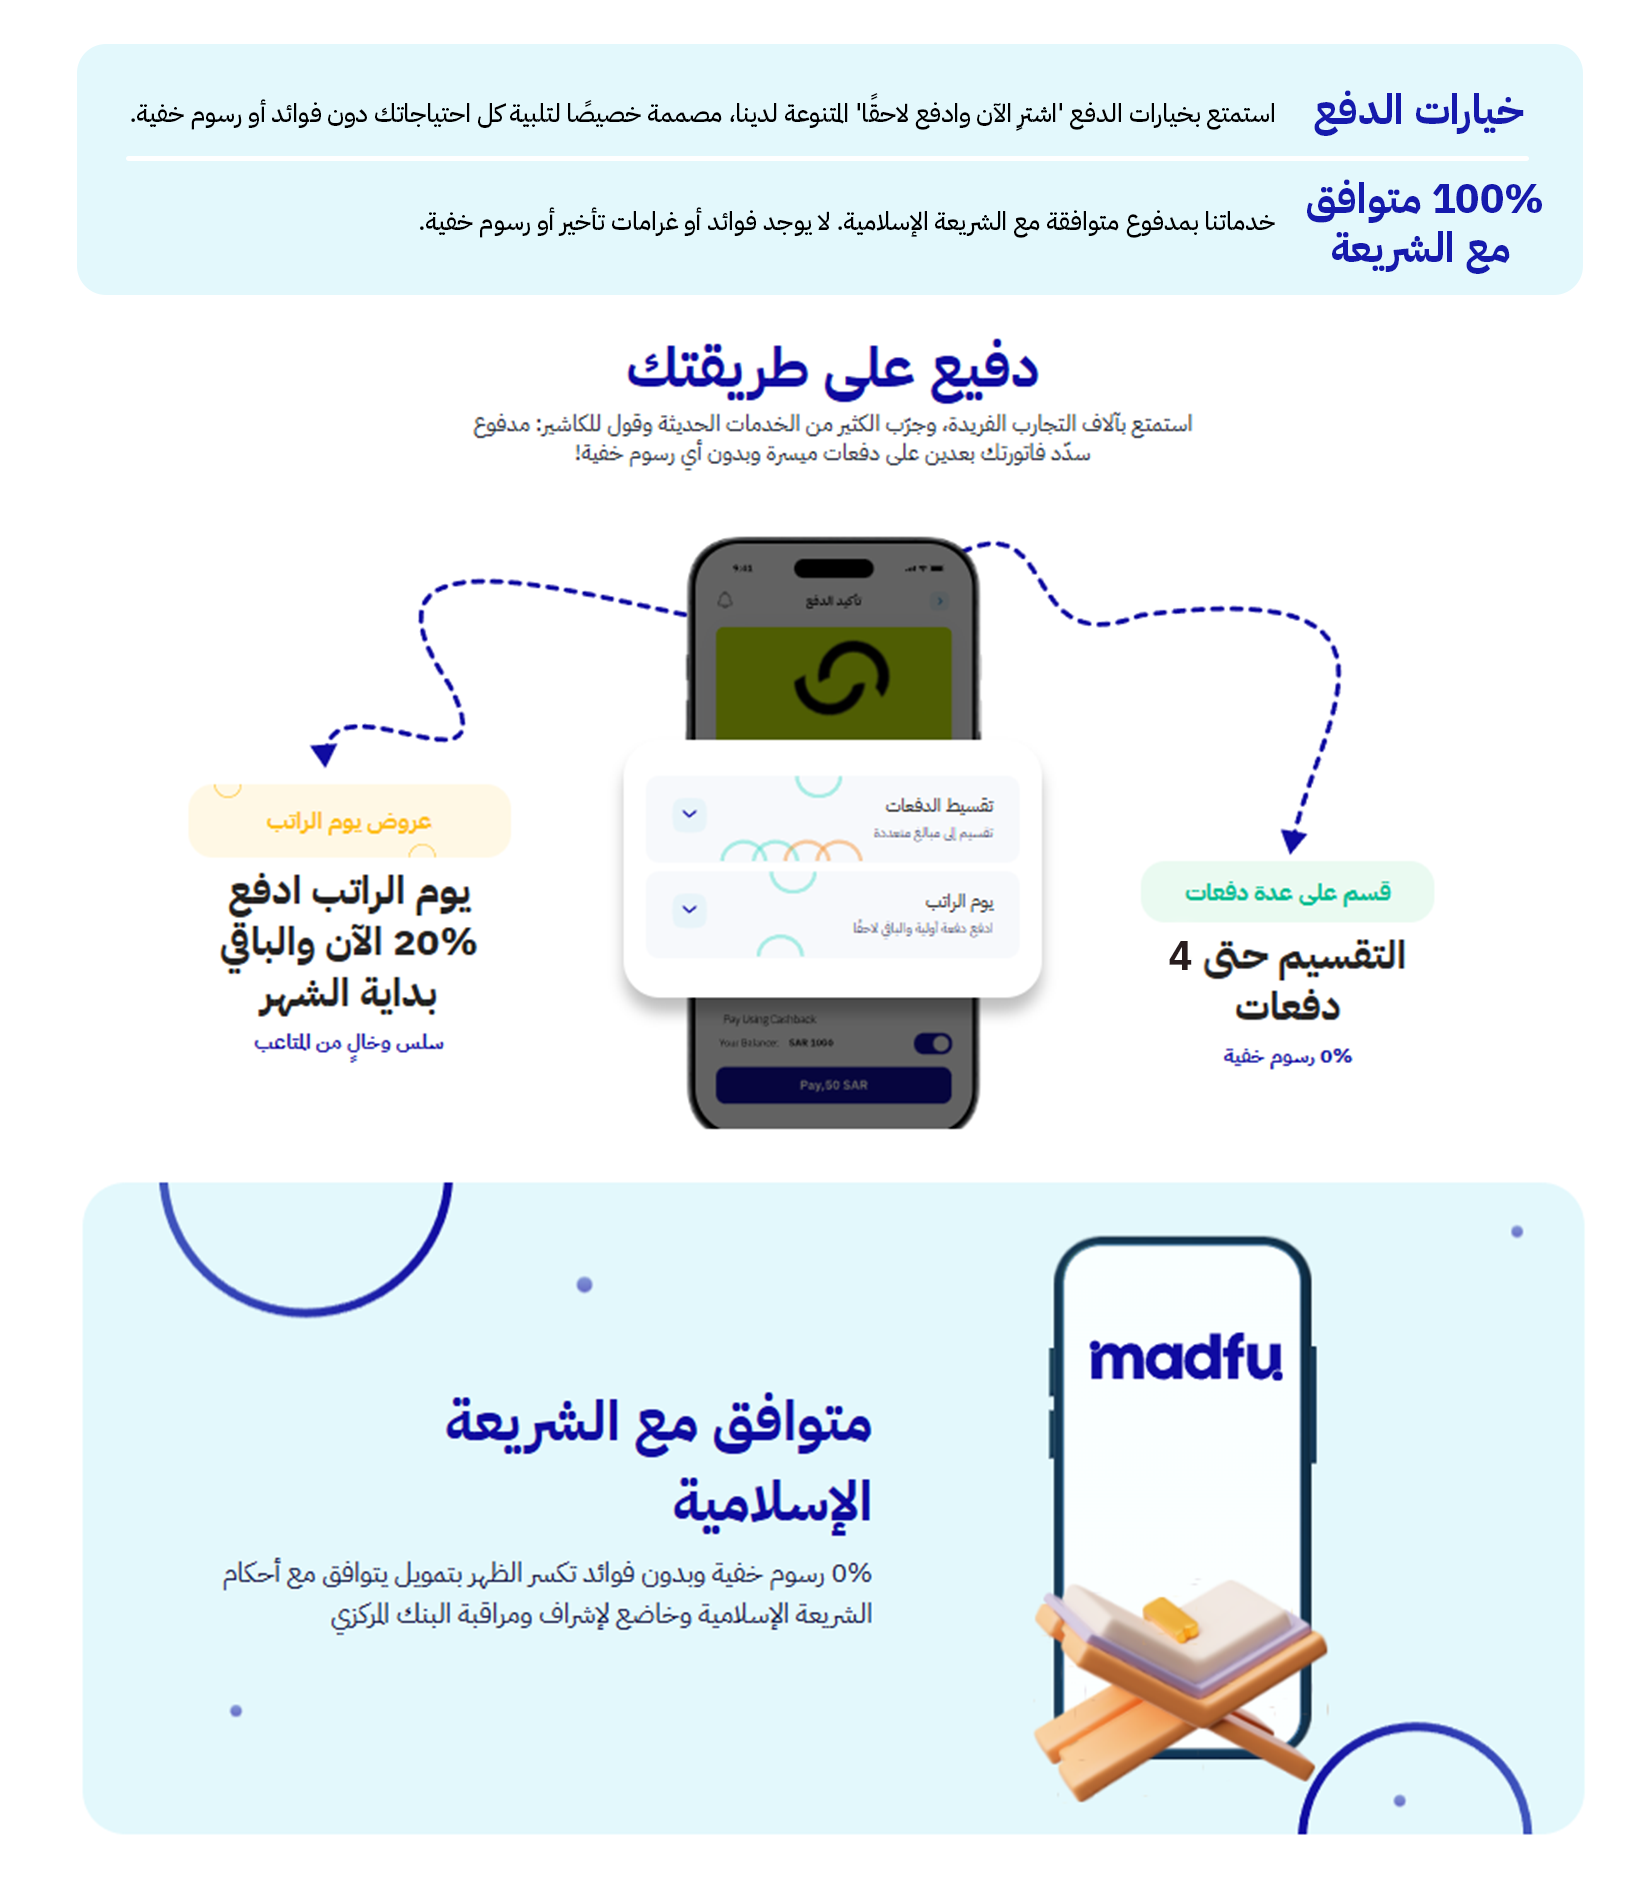 خيارات الدفع
استمتع بخيارات الدفع 'اشترِ الآن وادفع لاحقًا' المتنوعة لدينا، مصممة خصيصًا لتلبية كل احتياجاتك دون فوائد أو رسوم خفية.
100% متوافق
مع الشريعة
خدماتنا بمدفوع متوافقة مع الشريعة الإسلامية. لا يوجد فوائد أو غرامات تأخير أو رسوم خفية.
دفيع على طريقتك
استمتع بآلاف التجارب الفريدة، وجرّب الكثير من الخدمات الحديثة وقول للكاشير: مدفوع
سدّد فاتورتك بعدين على دفعات ميسرة وبدون أي رسوم خفية!
9:41
تأكيد الدفع
تقسيط الدفعات
تقسيم إلى مبالغ متعددة
يوم الراتب
ادفع دفعة أولية والباقي لاحقًا
Pay Using Cashback
Your Balance: SAR 1000
Pay,50 SAR
قسم على عدة دفعات
التقسيم حتى 4
دفعات
0% رسوم خفية
عروض يوم الراتب
يوم الراتب ادفع
20% الآن والباقي
بداية الشهر
سلس وخالٍ من المتاعب
madfu
متوافق مع الشريعة
الإسلامية
0% رسوم خفية وبدون فوائد تكسر الظهر بتمويل يتوافق مع أحكام
الشريعة الإسلامية وخاضع لإشراف ومراقبة البنك المركزي